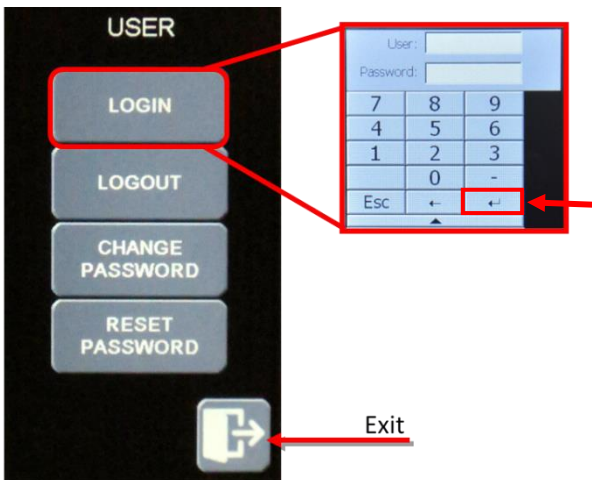 USER
LOGIN
LOGOUT
CHANGE
PASSWORD
RESET
PASSWORD
Exit
User:
Password:
7 8 9
4 5 6
1 2 3
0 -
Esc ← ↵
▲